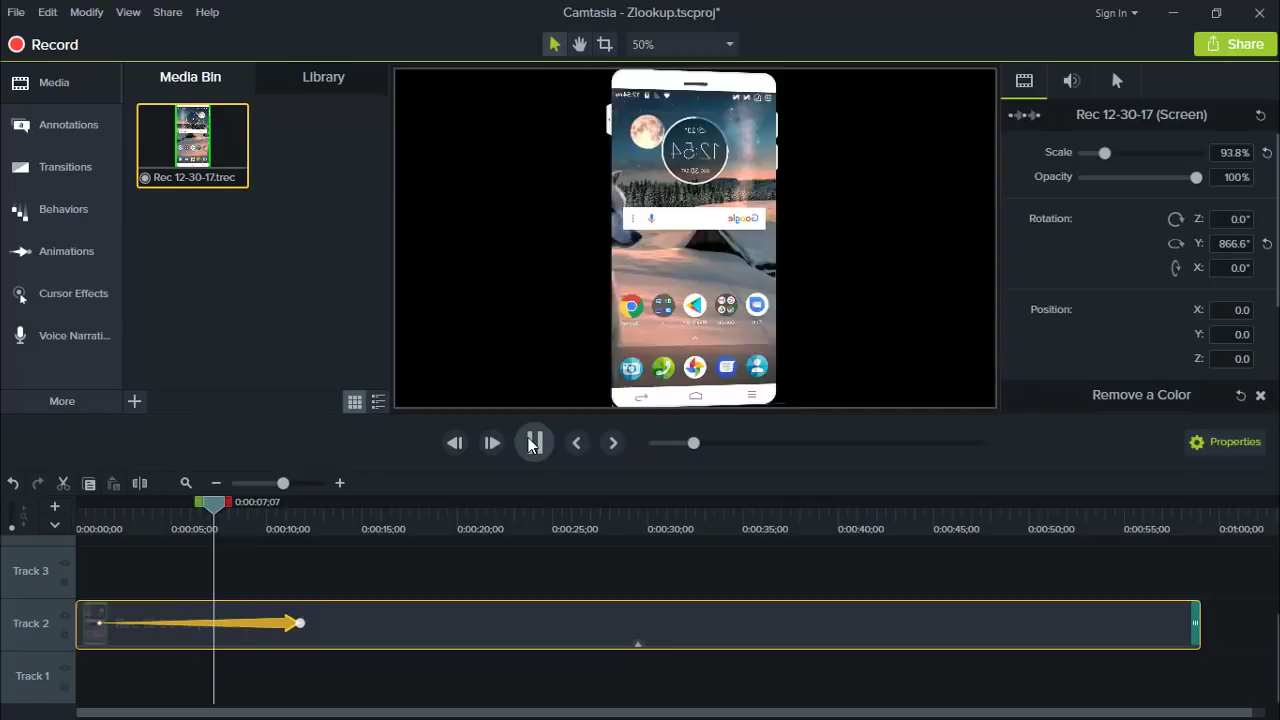 File Edit Modify View Share Help
Camtasia - Zlookup.tscproj*
Sign In
Record
50%
Share
Media
Annotations
Transitions
Behaviors
Animations
Cursor Effects
Voice Narrati...
More
Media Bin
Library
Rec 12-30-17.trec
12:54
Google
Rec 12-30-17 (Screen)
Scale
93.8%
Opacity
100%
Rotation:
Z:
0.0°
Y:
866.6°
X:
0.0°
Position:
X:
0.0
Y:
0.0
Z:
0.0
Remove a Color
Properties
0:00:07;07
0:00:00;00
0:00:05;00
0:00:10;00
0:00:15;00
0:00:20;00
0:00:25;00
0:00:30;00
0:00:35;00
0:00:40;00
0:00:45;00
0:00:50;00
0:00:55;00
0:01:00;00
Track 3
Track 2
Track 1